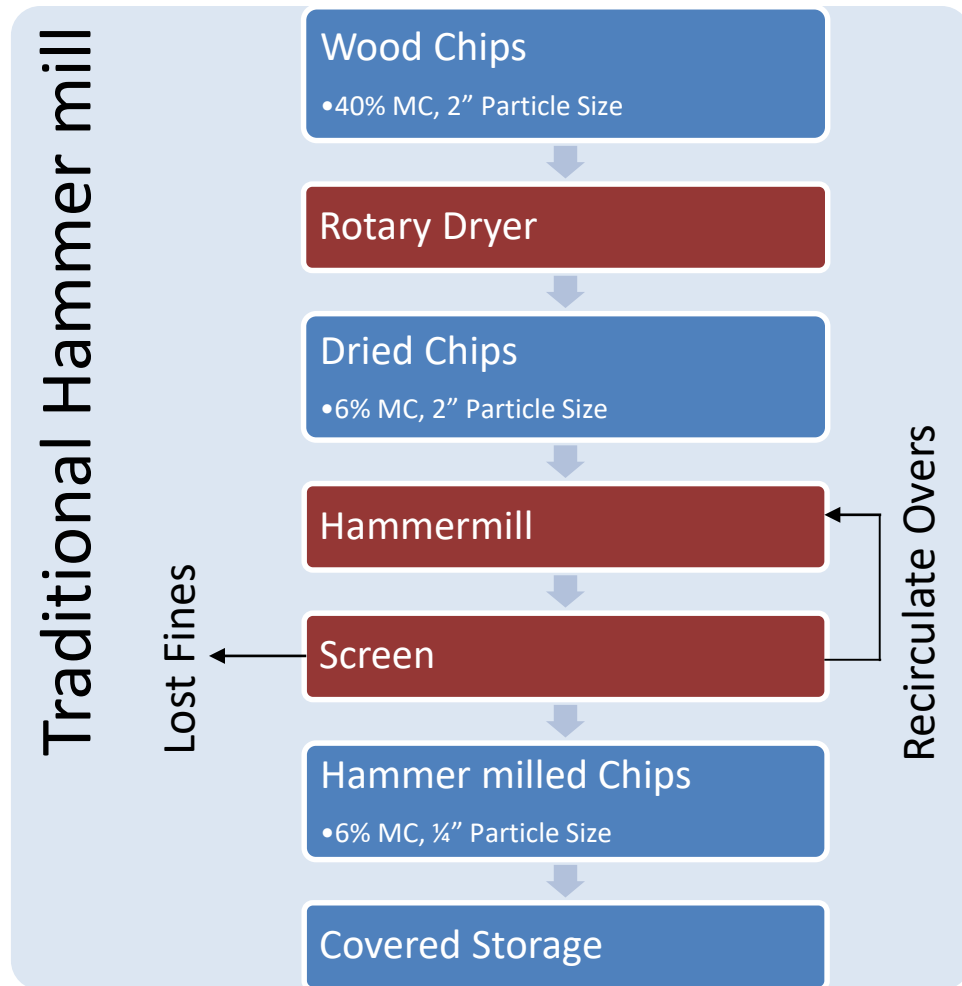 Traditional Hammer mill
Wood Chips
•40% MC, 2” Particle Size
Rotary Dryer
Dried Chips
•6% MC, 2” Particle Size
Hammermill
Recirculate Overs
Screen
Lost Fines
Hammer milled Chips
•6% MC, ¼” Particle Size
Covered Storage